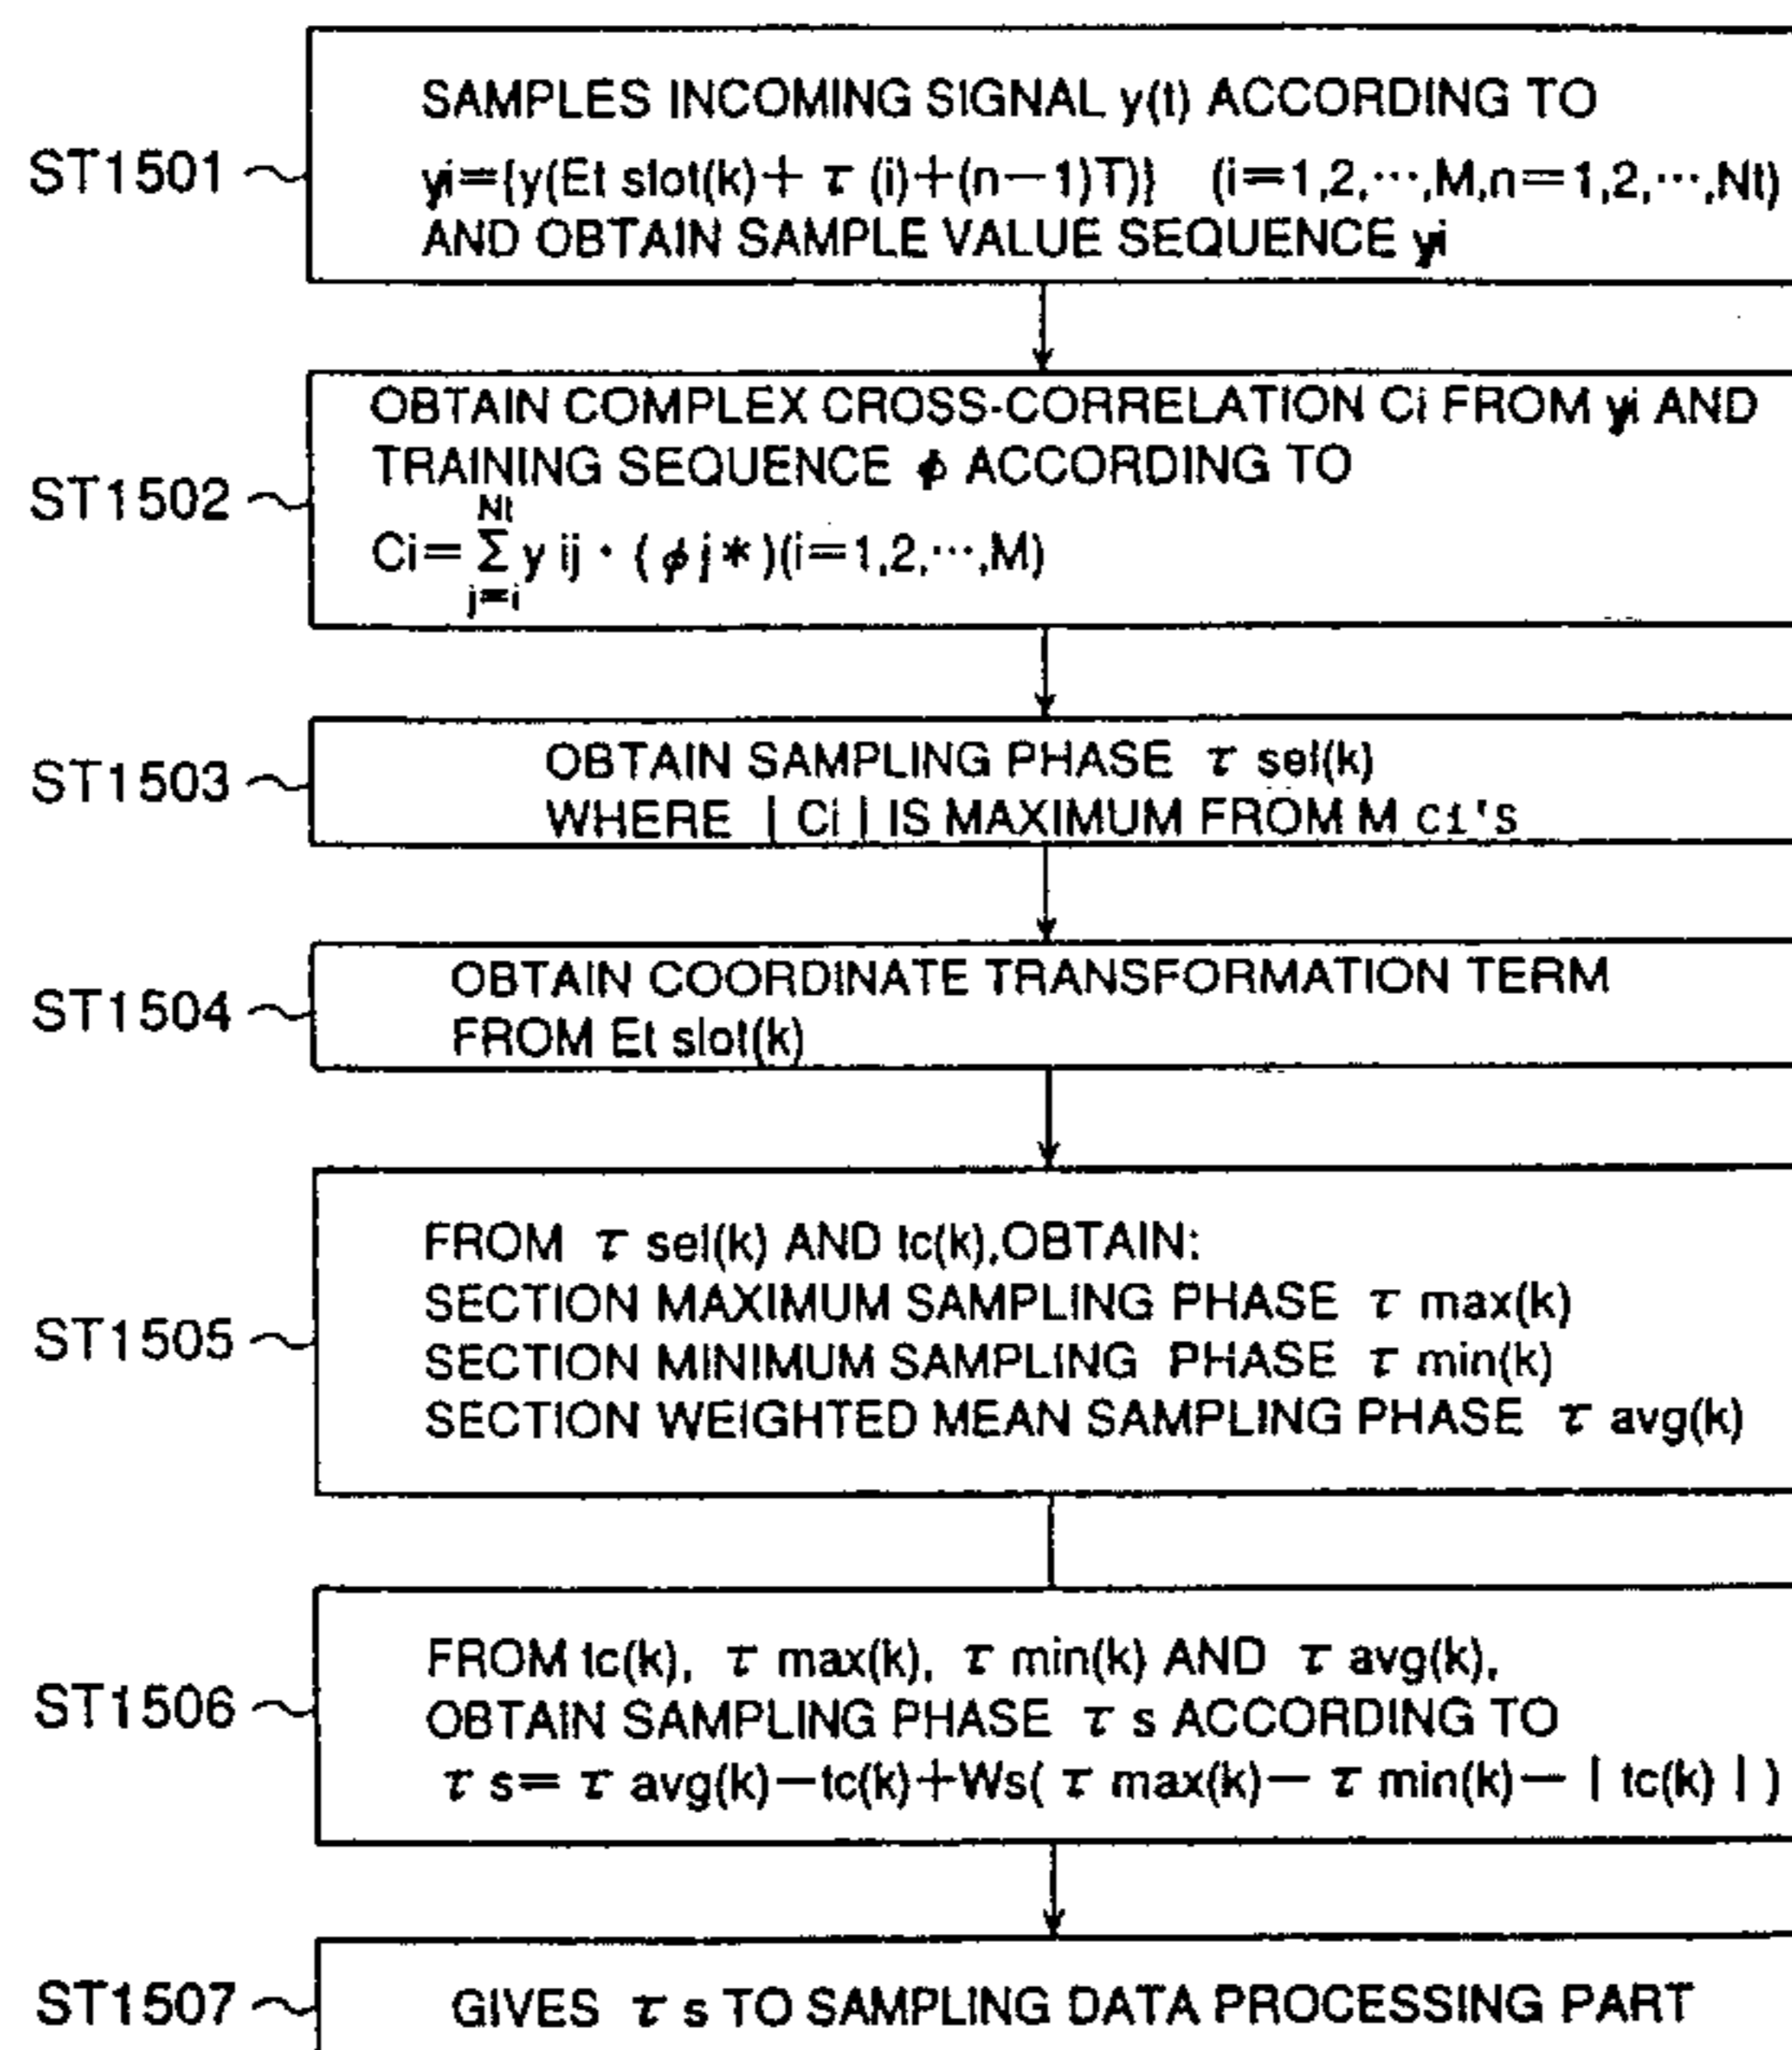 ST1501
SAMPLES INCOMING SIGNAL y(t) ACCORDING TO
yi={y(Et slot(k)+ τ (i)+(n−1)T)} (i=1,2,⋯,M,n=1,2,⋯,Nt)
AND OBTAIN SAMPLE VALUE SEQUENCE yi
ST1502
OBTAIN COMPLEX CROSS-CORRELATION Ci FROM yi AND
TRAINING SEQUENCE ϕ ACCORDING TO
Nt
Ci=Σ y ij · ( ϕ j* )(i=1,2,⋯,M)
j=i
ST1503
OBTAIN SAMPLING PHASE τ sel(k)
WHERE | Ci | IS MAXIMUM FROM M Ci'S
ST1504
OBTAIN COORDINATE TRANSFORMATION TERM
FROM Et slot(k)
ST1505
FROM τ sel(k) AND tc(k),OBTAIN:
SECTION MAXIMUM SAMPLING PHASE τ max(k)
SECTION MINIMUM SAMPLING PHASE τ min(k)
SECTION WEIGHTED MEAN SAMPLING PHASE τ avg(k)
ST1506
FROM tc(k), τ max(k), τ min(k) AND τ avg(k),
OBTAIN SAMPLING PHASE τ s ACCORDING TO
τ s= τ avg(k)−tc(k)+Ws( τ max(k)− τ min(k)− | tc(k) | )
ST1507
GIVES τ s TO SAMPLING DATA PROCESSING PART